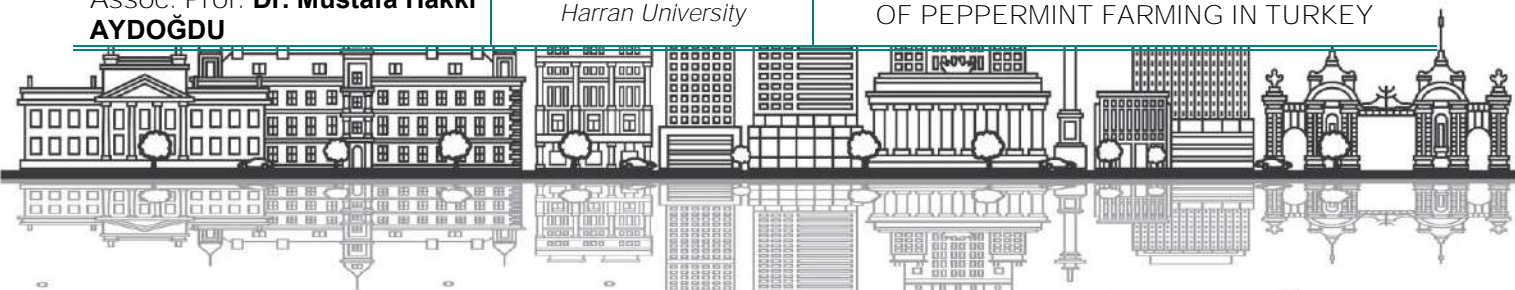 Assoc. Prof. Dr. Mustafa Hakkı
AYDOĞDU
Harran University
OF PEPPERMINT FARMING IN TURKEY